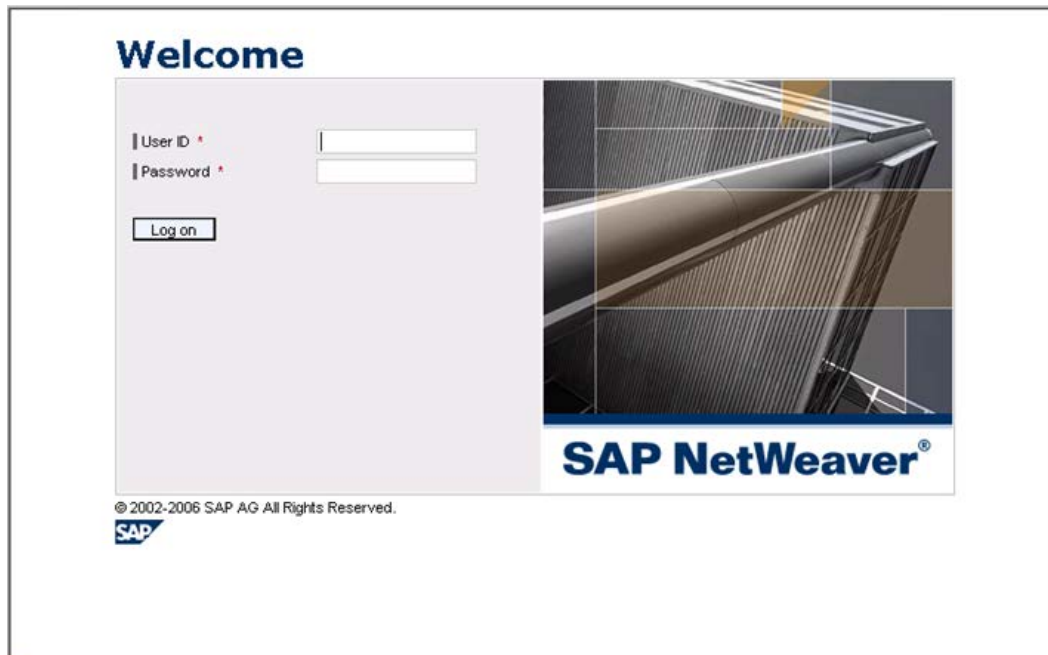 Welcome
User ID *
Password *
Log on
SAP NetWeaver®
© 2002-2006 SAP AG All Rights Reserved.
SAP